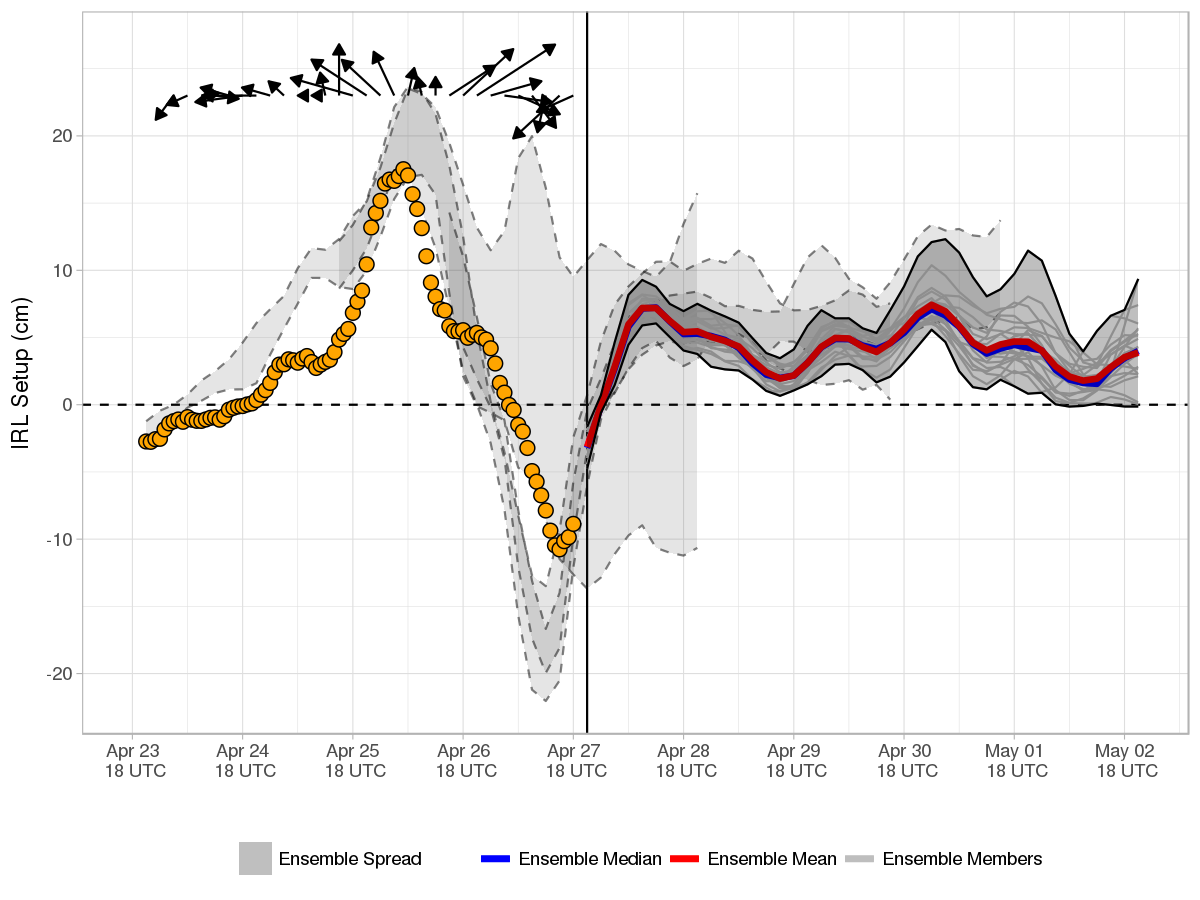 IRL Setup (cm)
20
10
0
-10
-20
Apr 23 Apr 24 Apr 25 Apr 26 Apr 27 Apr 28 Apr 29 Apr 30 May 01 May 02
18 UTC 18 UTC 18 UTC 18 UTC 18 UTC 18 UTC 18 UTC 18 UTC 18 UTC 18 UTC
Ensemble Spread Ensemble Median Ensemble Mean Ensemble Members